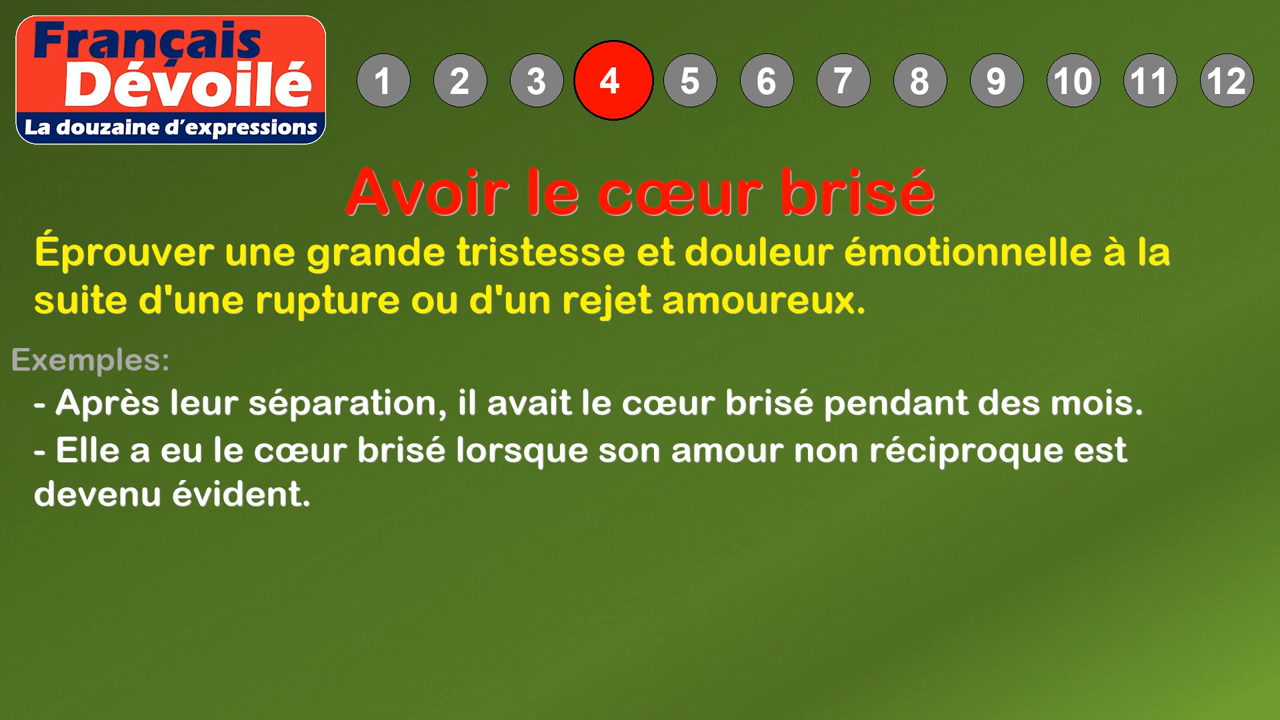 Français
Dévoilé
La douzaine d'expressions
1 2 3 4 5 6 7 8 9 10 11 12
Avoir le cœur brisé
Éprouver une grande tristesse et douleur émotionnelle à la
suite d'une rupture ou d'un rejet amoureux.
Exemples:
- Après leur séparation, il avait le cœur brisé pendant des mois.
- Elle a eu le cœur brisé lorsque son amour non réciproque est
devenu évident.